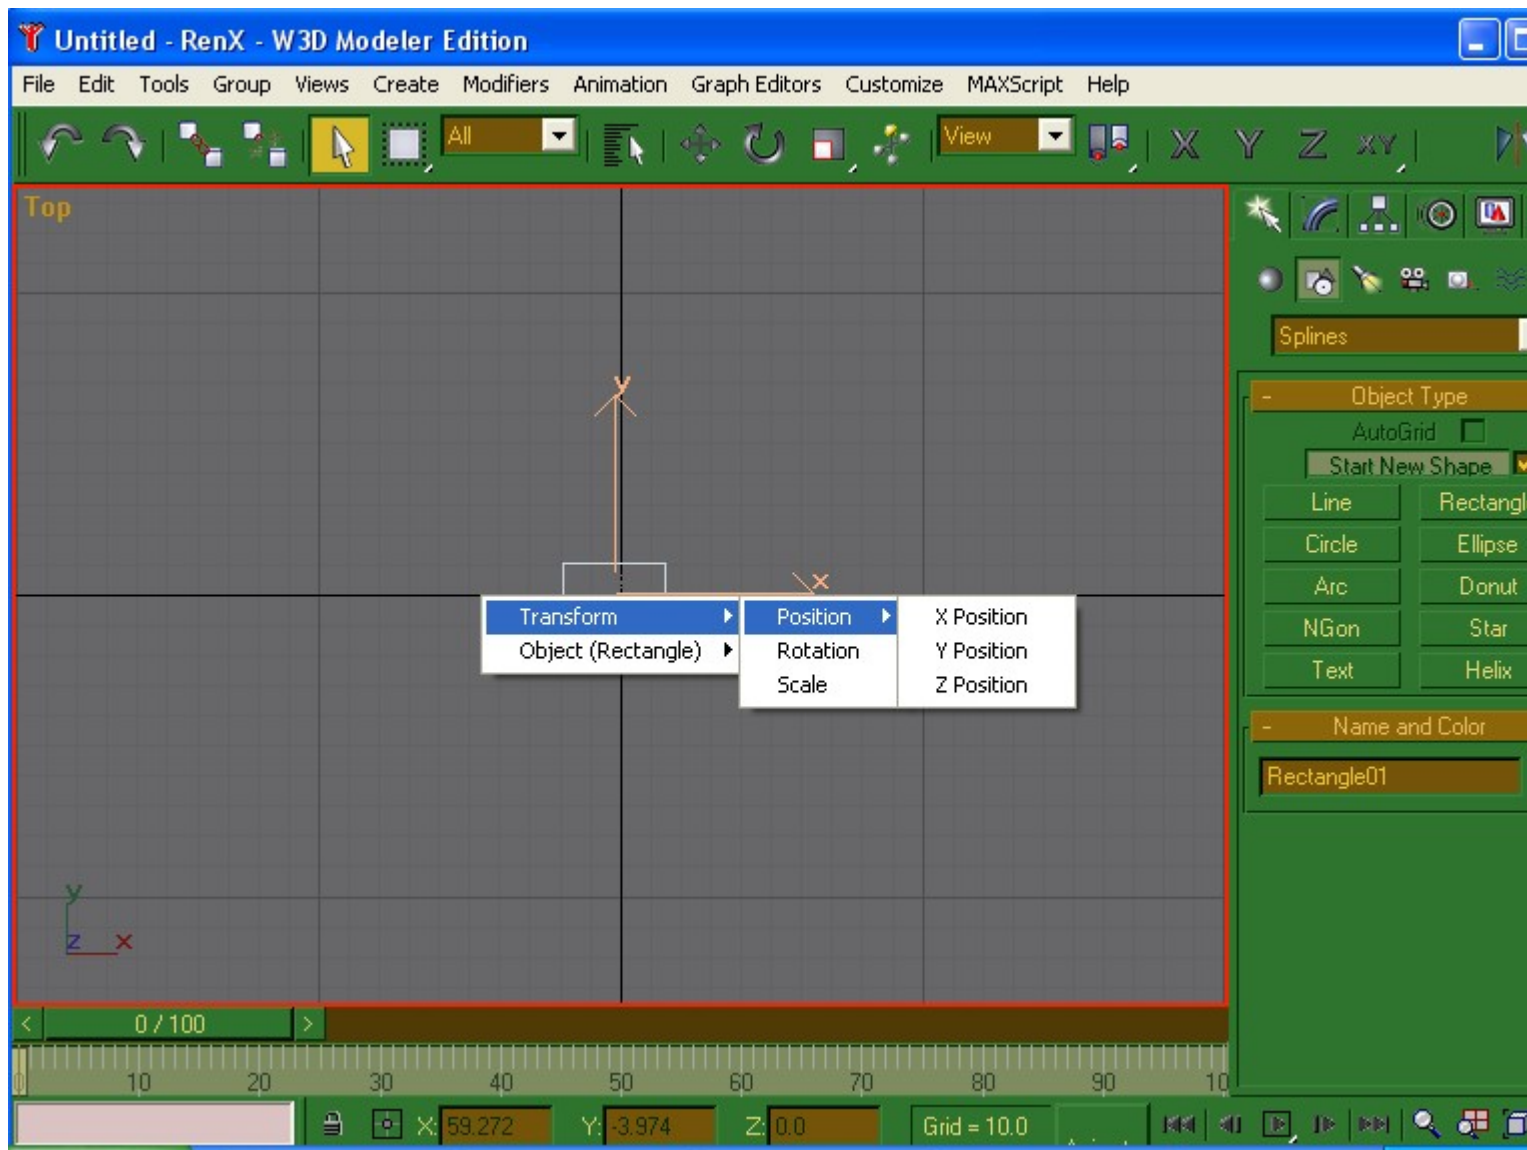 Untitled - RenX - W3D Modeler Edition
File Edit Tools Group Views Create Modifiers Animation Graph Editors Customize MAXScript Help
All View X Y Z XY
Top
Splines
Object Type
AutoGrid
Start New Shape
Line Rectangl
Circle Ellipse
Arc Donut
NGon Star
Text Helix
Name and Color
Rectangle01
y
x
Transform Position X Position
Object (Rectangle) Rotation Y Position
Scale Z Position
y
z x
< 0 / 100 >
0 10 20 30 40 50 60 70 80 90 10
X: 59.272 Y: -3.974 Z: 0.0 Grid = 10.0